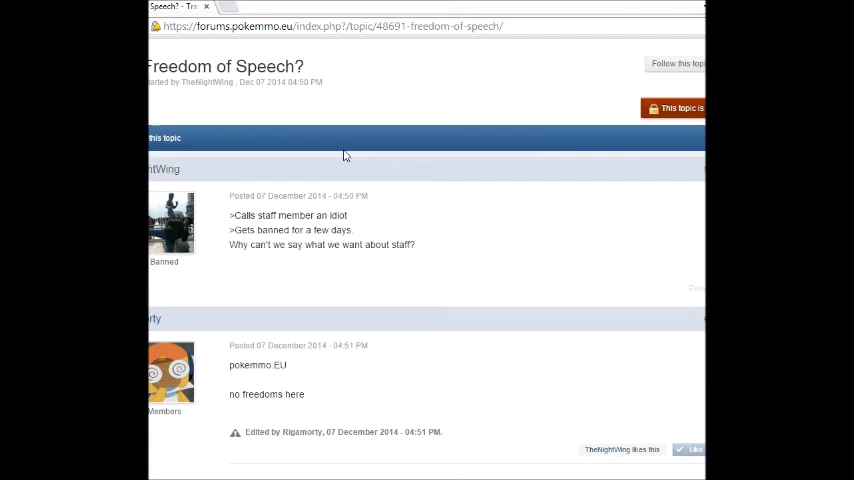 Speech? - Tra
https://forums.pokemmo.eu/index.php?/topic/48691-freedom-of-speech/
Freedom of Speech?
tarted by TheNightWing , Dec 07 2014 04:50 PM
Follow this topi
This topic is
this topic
htWing
Posted 07 December 2014 - 04:50 PM
>Calls staff member an idiot
>Gets banned for a few days.
Why can't we say what we want about staff?
Banned
orty
Posted 07 December 2014 - 04:51 PM
pokemmo.EU
no freedoms here
Members
Edited by Rigamorty, 07 December 2014 - 04:51 PM.
TheNightWing likes this
Like